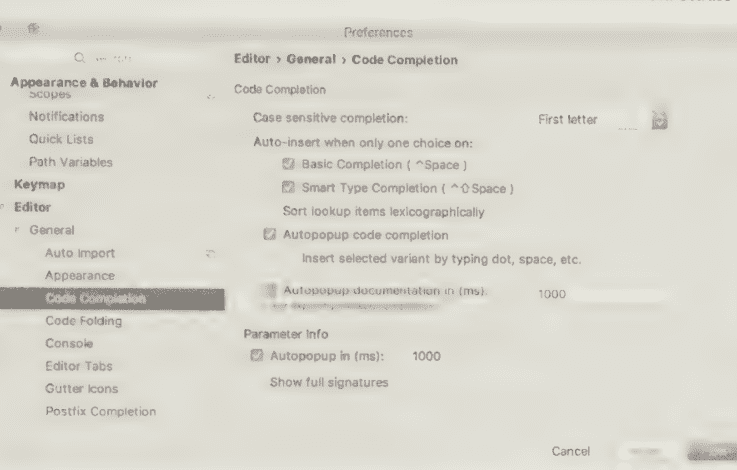 Preferences
Editor › General › Code Completion
Appearance & Behavior
Scopes
Notifications
Quick Lists
Path Variables
Keymap
Editor
General
Auto Import
Appearance
Code Completion
Code Folding
Console
Editor Tabs
Gutter Icons
Postfix Completion
Code Completion
Case sensitive completion: First letter
Auto-insert when only one choice on:
Basic Completion ( ^Space )
Smart Type Completion ( ^⇧Space )
Sort lookup items lexicographically
Autopopup code completion
Insert selected variant by typing dot, space, etc.
Autopopup documentation in (ms): 1000
Parameter Info
Autopopup in (ms): 1000
Show full signatures
Cancel